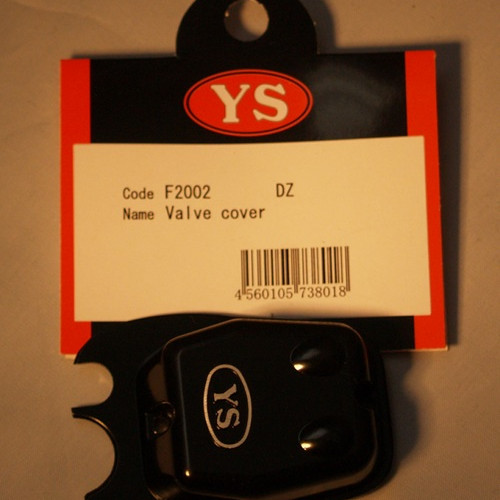 YS
Code F2002 DZ
Name Valve cover
4 560105 738018
YS